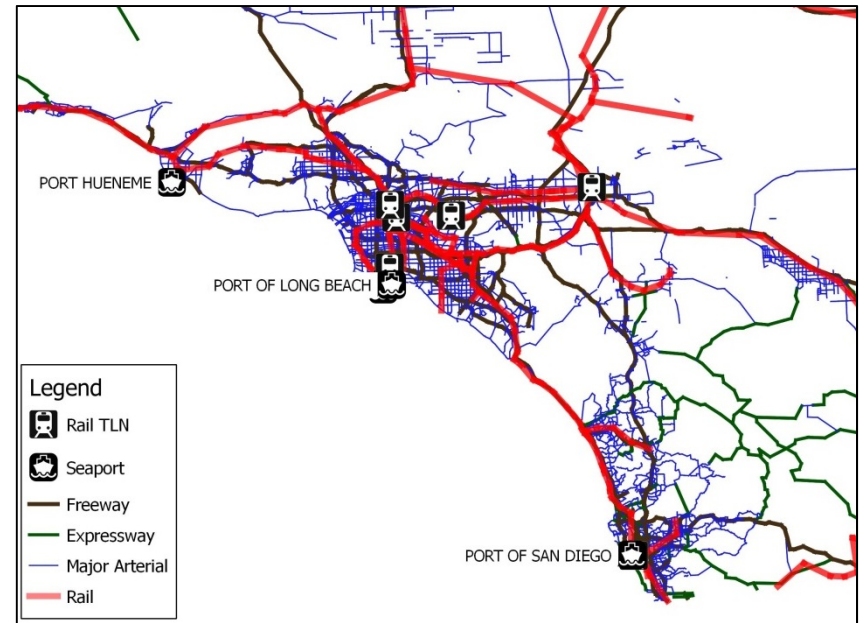 PORT HUENEME
PORT OF LONG BEACH
Legend
Rail TLN
Seaport
Freeway
Expressway
Major Arterial
Rail
PORT OF SAN DIEGO